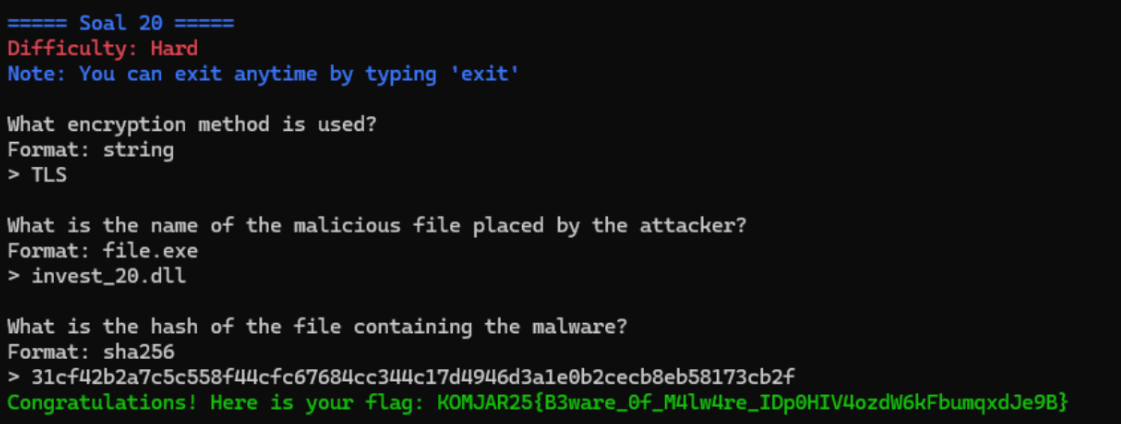 ===== Soal 20 =====
Difficulty: Hard
Note: You can exit anytime by typing 'exit'
What encryption method is used?
Format: string
> TLS
What is the name of the malicious file placed by the attacker?
Format: file.exe
> invest_20.dll
What is the hash of the file containing the malware?
Format: sha256
> 31cf42b2a7c5c558f44cfc67684cc344c17d4946d3a1e0b2cecb8eb58173cb2f
Congratulations! Here is your flag: KOMJAR25{B3ware_0f_M4lw4re_IDp0HIV4ozdW6kFbumqxdJe9B}